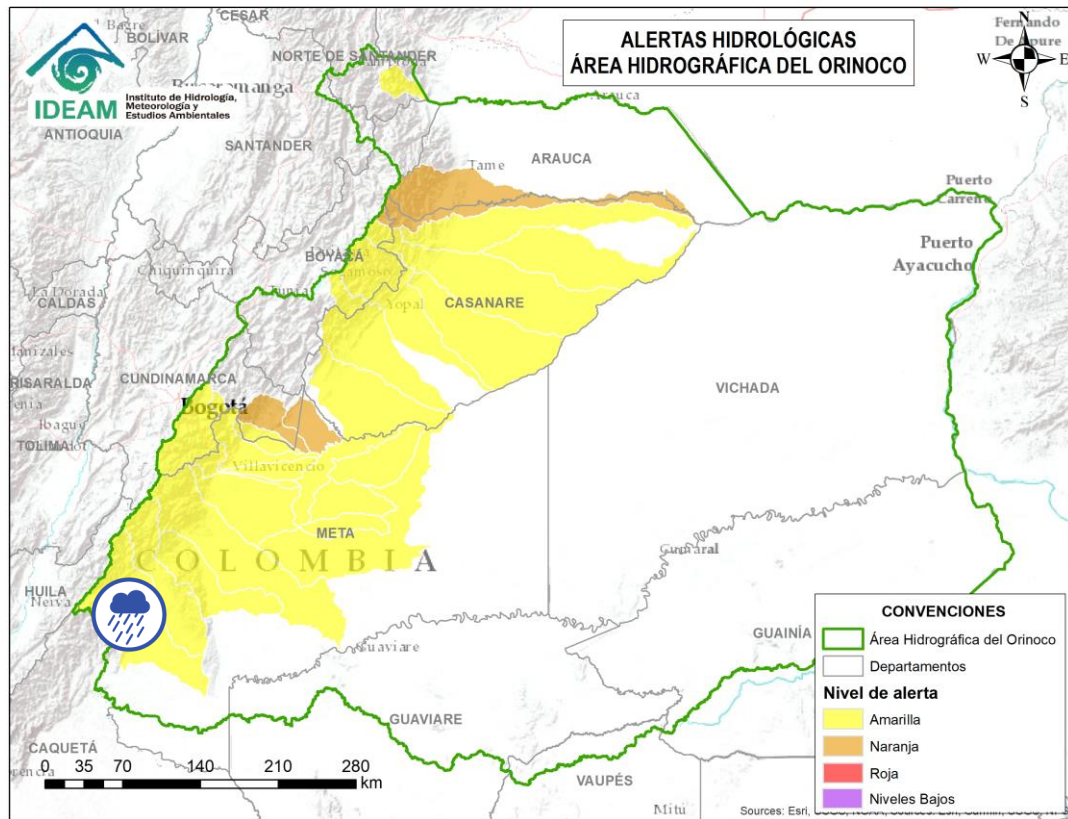 ALERTAS HIDROLÓGICAS
ÁREA HIDROGRÁFICA DEL ORINOCO
IDEAM
Instituto de Hidrología,
Meteorología y
Estudios Ambientales
N
W
E
S
CESAR
BOLÍVAR
NORTE DE SANTANDER
Fernando
De Apure
Arauca
ANTIOQUIA
SANTANDER
ARAUCA
Tame
Puerto
Carreño
Puerto
Ayacucho
BOYACÁ
Sogamoso
Chiquinquira
Tunja
La Dorada
CALDAS
Yopal
CASANARE
RISARALDA
CUNDINAMARCA
Bogotá
VICHADA
Ibague
TOLIMA
Villavicencio
META
COLOMBIA
Cumaral
HUILA
Neiva
Guaviare
GUAINÍA
GUAVIARE
CAQUETÁ
VAUPÉS
Mitú
0 35 70 140 210 280
km
CONVENCIONES
Área Hidrográfica del Orinoco
Departamentos
Nivel de alerta
Amarilla
Naranja
Roja
Niveles Bajos
Sources: Esri,